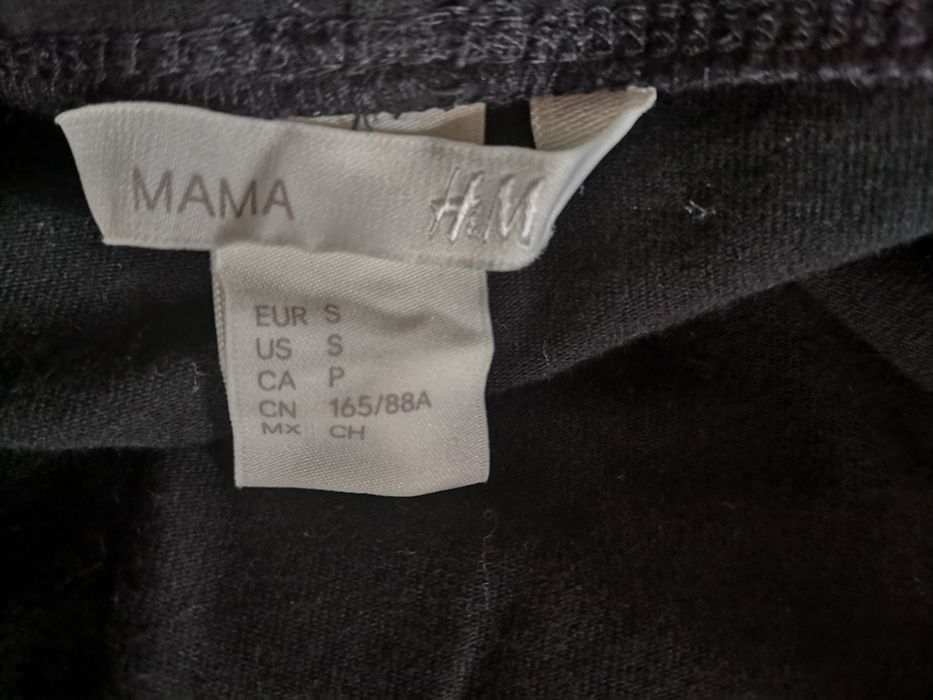 MAMA H&M
EUR S
US S
CA P
CN 165/88A
MX CH